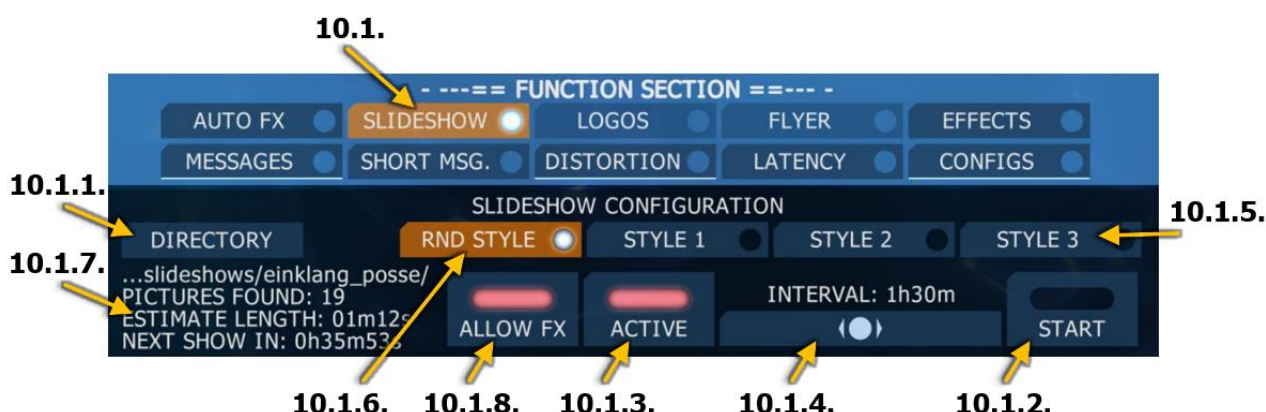 10.1.
- ---== FUNCTION SECTION ==--- -
AUTO FX SLIDESHOW LOGOS FLYER EFFECTS
MESSAGES SHORT MSG. DISTORTION LATENCY CONFIGS
10.1.1.
SLIDESHOW CONFIGURATION
10.1.5.
DIRECTORY RND STYLE STYLE 1 STYLE 2 STYLE 3
10.1.7.
...slideshows/einklang_posse/
PICTURES FOUND: 19
INTERVAL: 1h30m
ESTIMATE LENGTH: 01m12s
ALLOW FX ACTIVE START
NEXT SHOW IN: 0h35m53s
10.1.6. 10.1.8. 10.1.3. 10.1.4. 10.1.2.